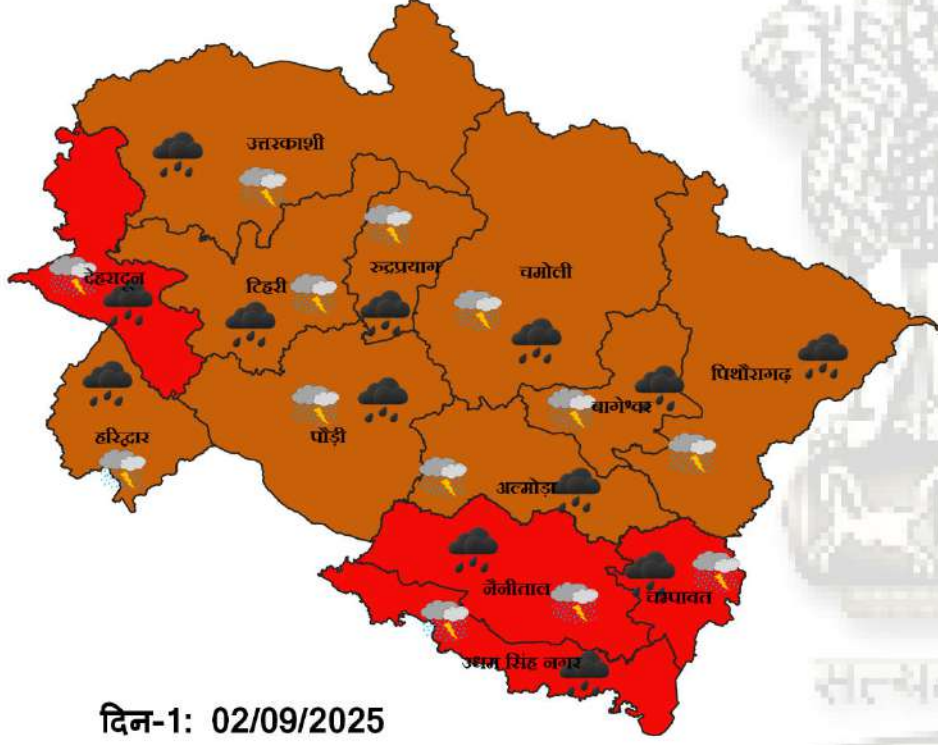 उत्तरकाशी
देहरादून
टिहरी
रुद्रप्रयाग
चमोली
पिथौरागढ़
हरिद्वार
पौड़ी
बागेश्वर
अल्मोड़ा
नैनीताल
चंपावत
उधम सिंह नगर
दिन-1: 02/09/2025